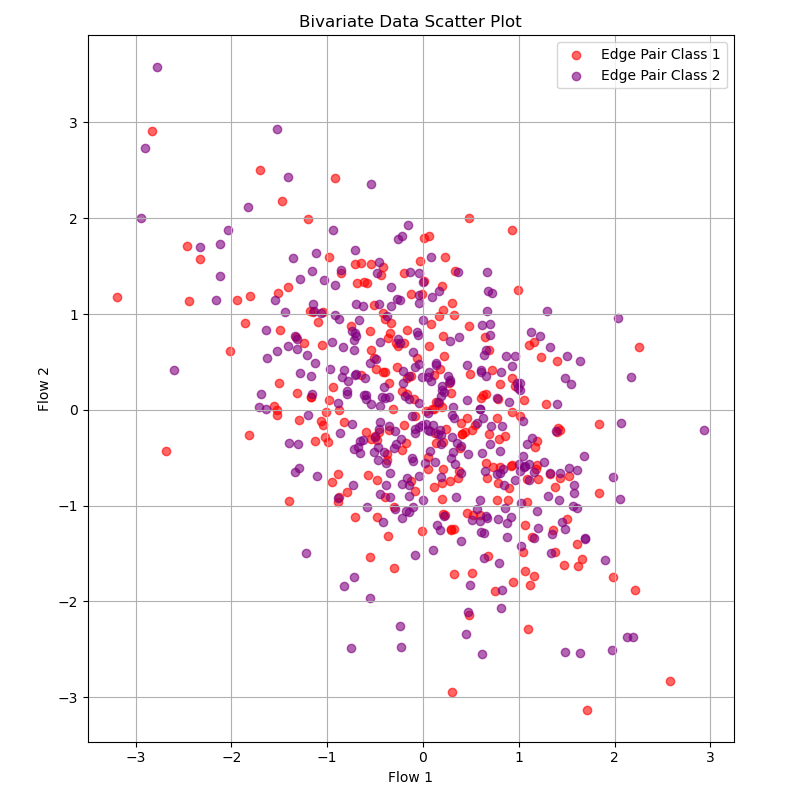 Bivariate Data Scatter Plot
Edge Pair Class 1
Edge Pair Class 2
3
2
1
0
−1
−2
−3
Flow 2
−3
−2
−1
0
1
2
3
Flow 1